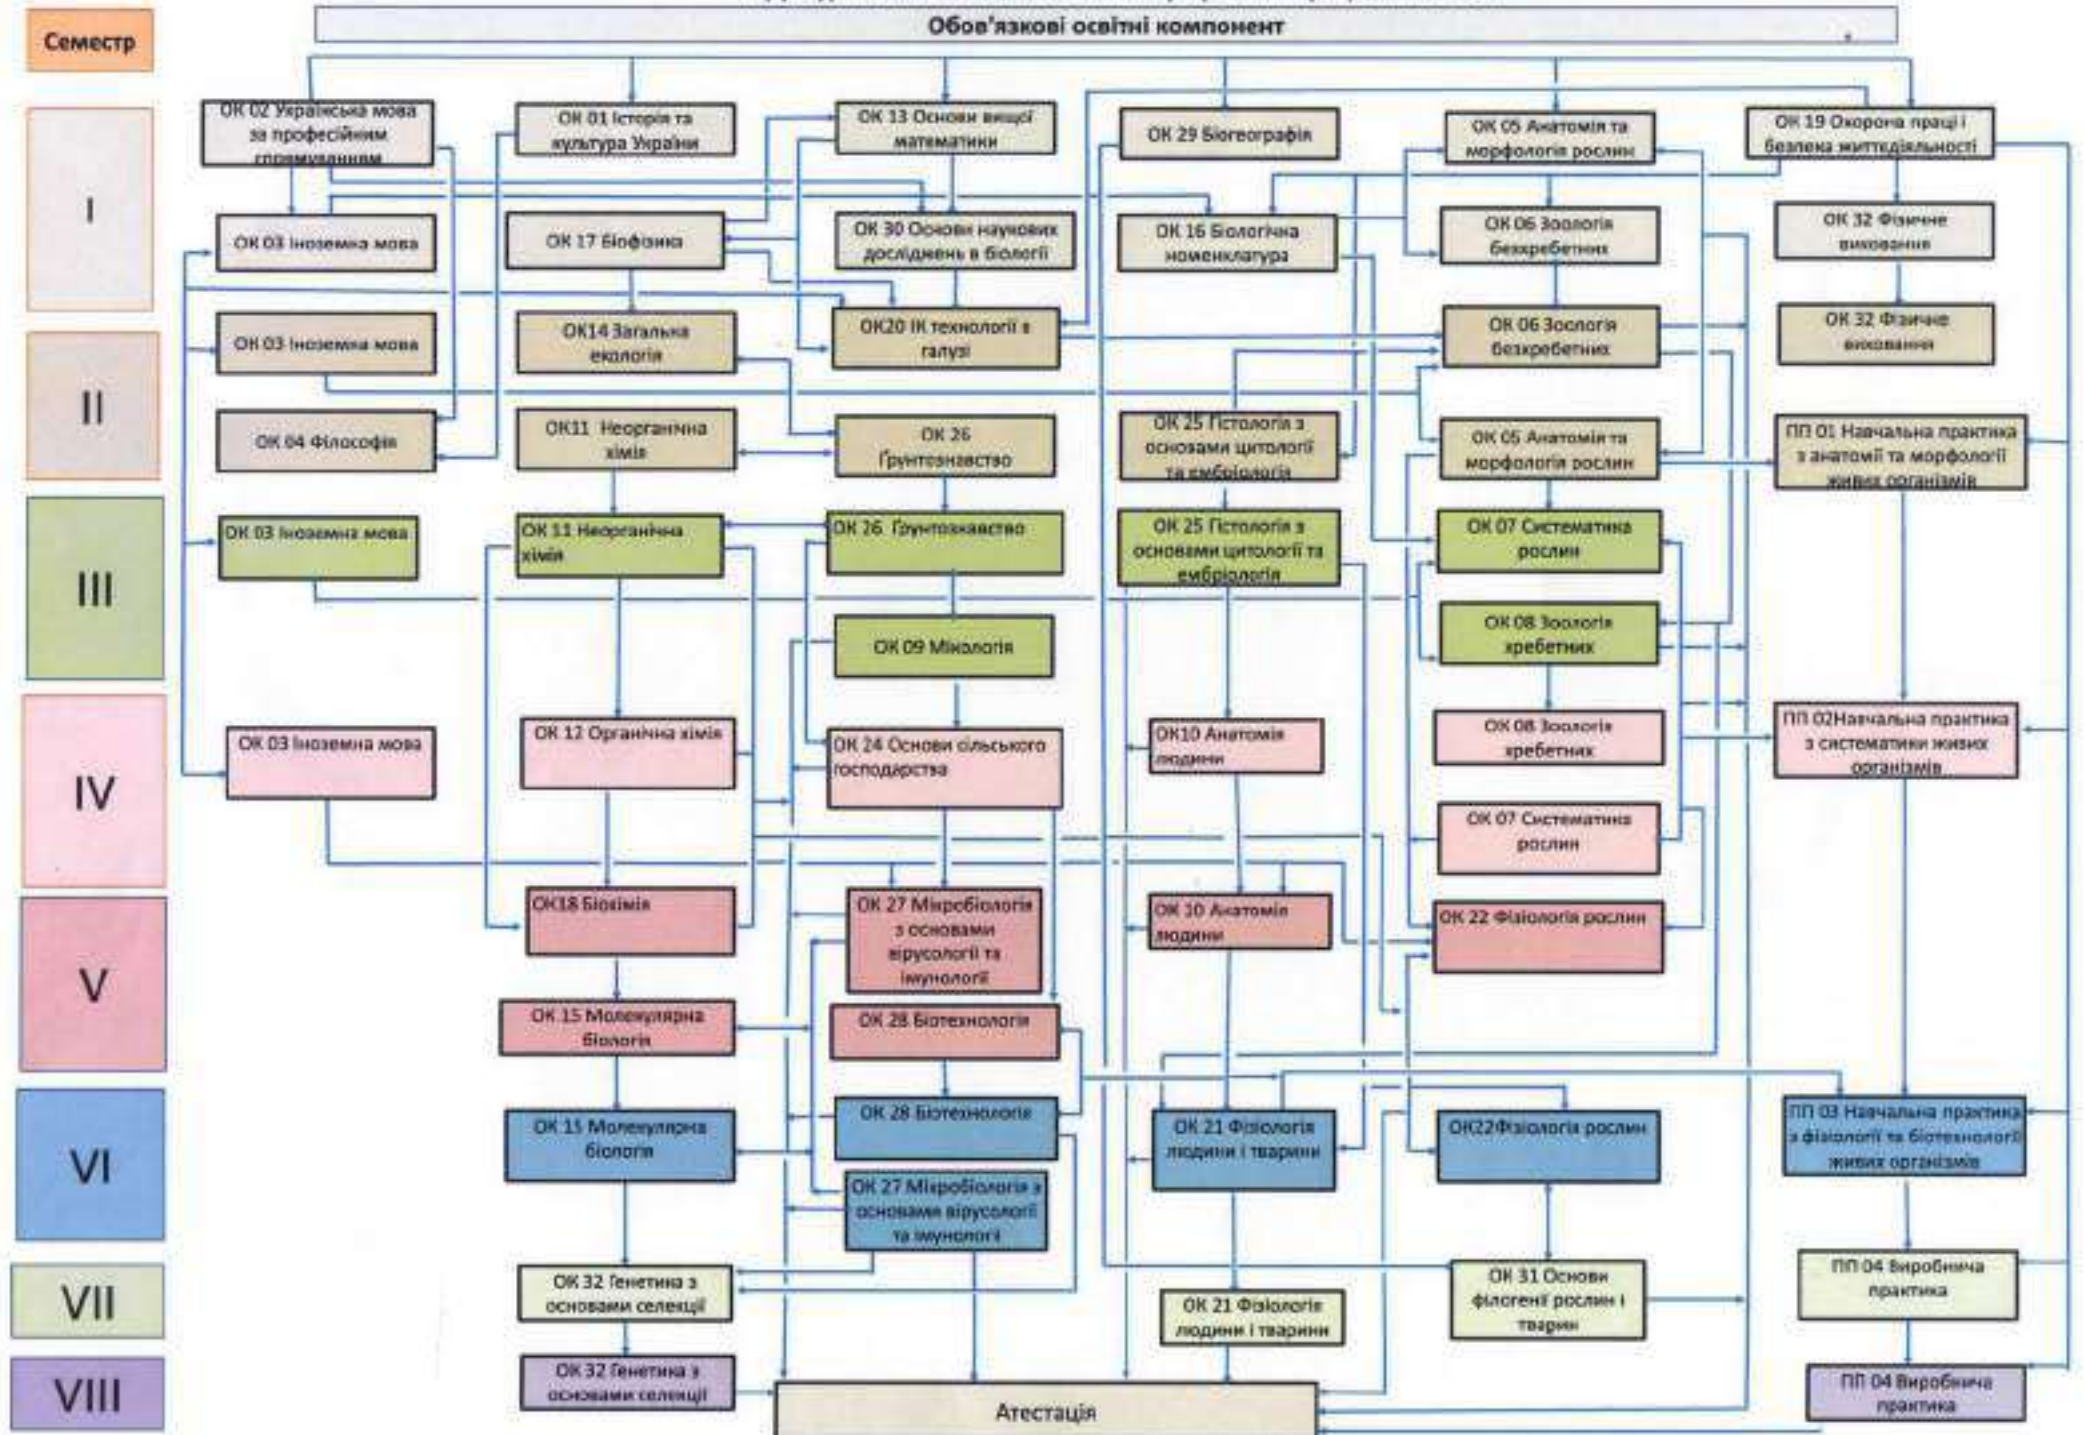 Обов'язкові освітні компонент
Семестр
I
ОК 02 Українська мова
за професійним
спрямуванням
ОК 01 Історія та
культура України
ОК 13 Основи вищої
математики
ОК 29 Біогеографія
ОК 05 Анатомія та
морфологія рослин
ОК 19 Охорона праці і
безпека життєдіяльності
ОК 03 Іноземна мова
ОК 17 Біофізика
ОК 30 Основи наукових
досліджень в біології
ОК 16 Біологічна
номенклатура
ОК 06 Зоологія
безхребетних
ОК 32 Фізичне
виховання
II
ОК 03 Іноземна мова
ОК14 Загальна
екологія
ОК20 ІК технології в
галузі
ОК 06 Зоологія
безхребетних
ОК 32 Фізичне
виховання
ОК 04 Філософія
ОК11 Неорганічна
хімія
ОК 26
Ґрунтознавство
ОК 25 Гістологія з
основами цитології
та ембріологія
ОК 05 Анатомія та
морфологія рослин
ПП 01 Навчальна практика
з анатомії та морфології
живих організмів
III
ОК 03 Іноземна мова
ОК 11 Неорганічна
хімія
ОК 26 Ґрунтознавство
ОК 25 Гістологія з
основами цитології та
ембріологія
ОК 07 Систематика
рослин
ОК 09 Мікологія
ОК 08 Зоологія
хребетних
IV
ОК 03 Іноземна мова
ОК 12 Органічна хімія
ОК 24 Основи сільського
господарства
ОК10 Анатомія
людини
ОК 08 Зоологія
хребетних
ПП 02Навчальна практика
з систематики живих
організмів
ОК 07 Систематика
рослин
V
ОК18 Біохімія
ОК 27 Мікробіологія
з основами
вірусології та
імунології
ОК 10 Анатомія
людини
ОК 22 Фізіологія рослин
ОК 15 Молекулярна
біологія
ОК 28 Біотехнологія
VI
ОК 15 Молекулярна
біологія
ОК 28 Біотехнологія
ОК 21 Фізіологія
людини і тварини
ОК22Фізіологія рослин
ПП 03 Навчальна практика
з фізіології та біотехнології
живих організмів
ОК 27 Мікробіологія з
основами вірусології
та імунології
VII
ОК 32 Генетика з
основами селекції
ОК 21 Фізіологія
людини і тварини
ОК 31 Основи
філогенії рослин і
тварин
ПП 04 Виробнича
практика
VIII
ОК 32 Генетика з
основами селекції
Атестація
ПП 04 Виробнича
практика